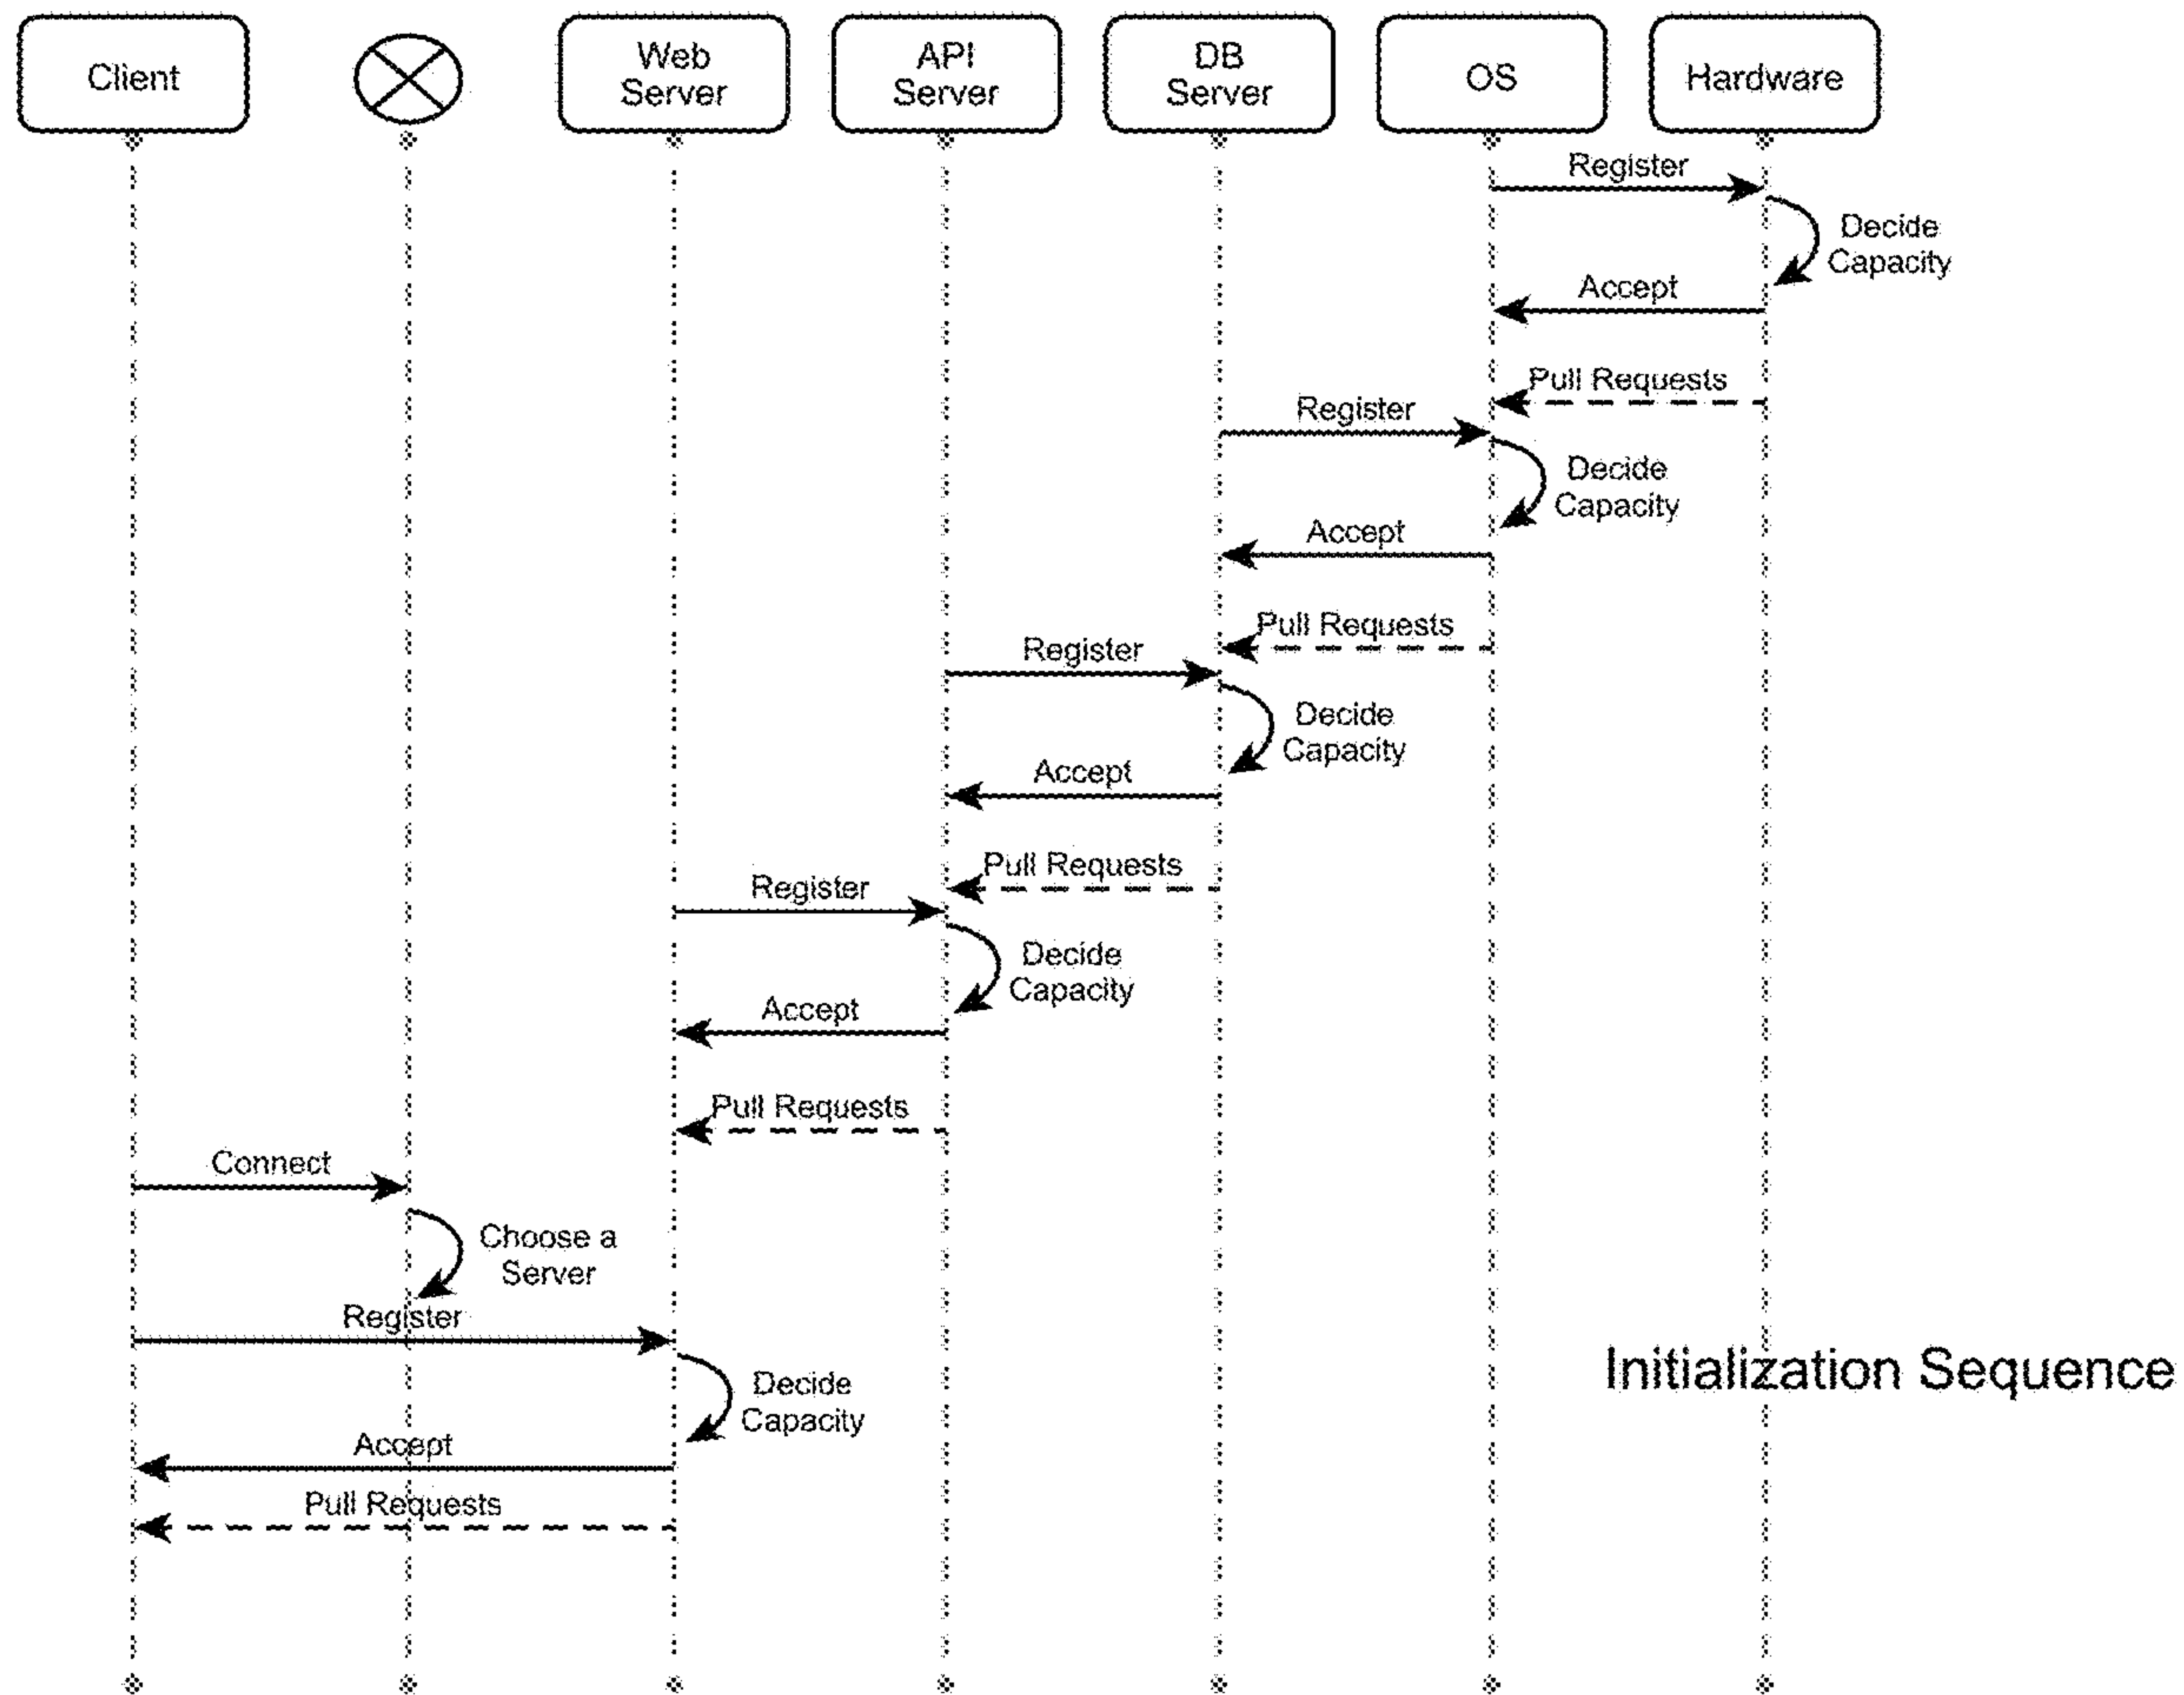 Client
Web
Server
API
Server
DB
Server
OS
Hardware
Register
Decide
Capacity
Accept
Pull Requests
Register
Decide
Capacity
Accept
Pull Requests
Register
Decide
Capacity
Accept
Pull Requests
Register
Decide
Capacity
Accept
Pull Requests
Connect
Choose a
Server
Register
Initialization Sequence
Decide
Capacity
Accept
Pull Requests